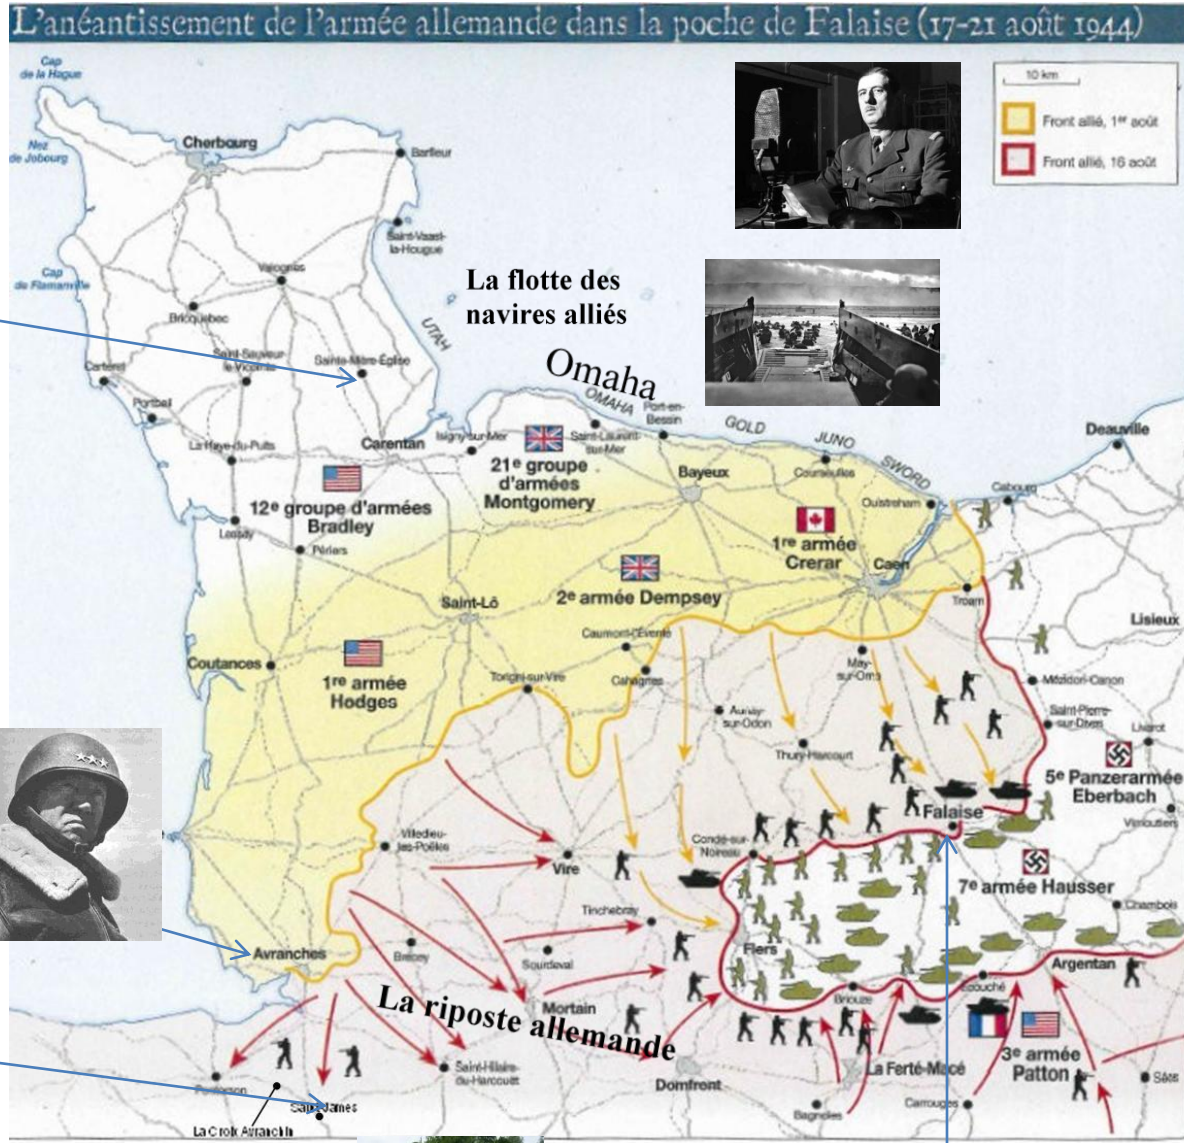 L'anéantissement de l'armée allemande dans la poche de Falaise (17-21 août 1944)
Cap
de la Hague
10 km
Front allié, 1er août
Front allié, 16 août
Cherbourg
Barfleur
Nez
de Jobourg
Saint-Vaast-
la-Hougue
Valognes
Cap
de Flamanville
La flotte des
navires alliés
Bricquebec
UTAH
Saint-Sauveur-
le-Vicomte
Sainte-Mère-Église
Omaha
Carteret
OMAHA
Port-en-
Bessin
Portbail
GOLD
JUNO
SWORD
Deauville
La Haye-du-Puits
Carentan
Isigny-sur-Mer
Saint-Laurent-
sur-Mer
21e groupe
d'armées
Montgomery
Bayeux
Courseulles
Ouistreham
Cabourg
12e groupe d'armées
Bradley
Lessay
Périers
1re armée
Crerar
Caen
2e armée Dempsey
Troarn
Saint-Lô
Lisieux
Caumont-l'Éventé
Coutances
1re armée
Hodges
Torigni-sur-Vire
Cahagnes
May-
sur-Orne
Mézidon-Canon
Aunay-
sur-Odon
Saint-Pierre-
sur-Dives
Livarot
Thury-Harcourt
5e Panzerarmée
Eberbach
Falaise
Vimoutiers
Villedieu-
les-Poêles
Condé-sur-
Noireau
Vire
7e armée Hausser
Tinchebray
Chambois
Flers
Avranches
Brécey
Sourdeval
Argentan
Écouché
Briouze
La riposte allemande
Mortain
3e armée
Patton
Saint-Hilaire-
du-Harcouët
Domfront
La Ferté-Macé
Sées
Pontorson
Saint-James
Bagnoles
Carrouges
La Croix Avranchin